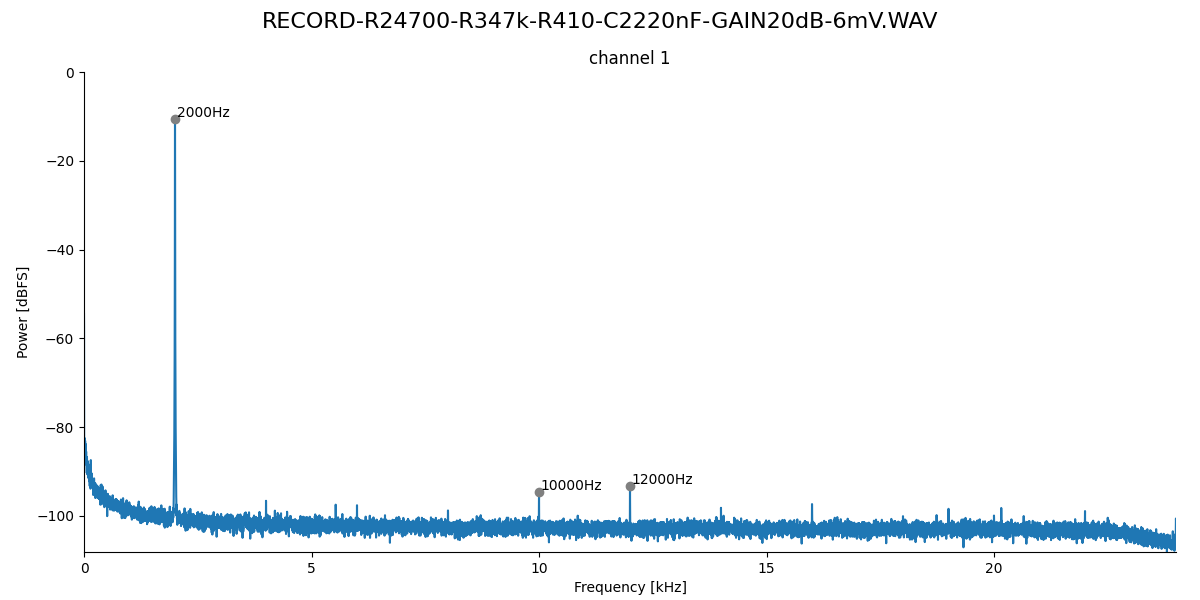 RECORD-R24700-R347k-R410-C2220nF-GAIN20dB-6mV.WAV
channel 1
0
−20
−40
−60
−80
−100
Power [dBFS]
2000Hz
10000Hz
12000Hz
0
5
10
15
20
Frequency [kHz]